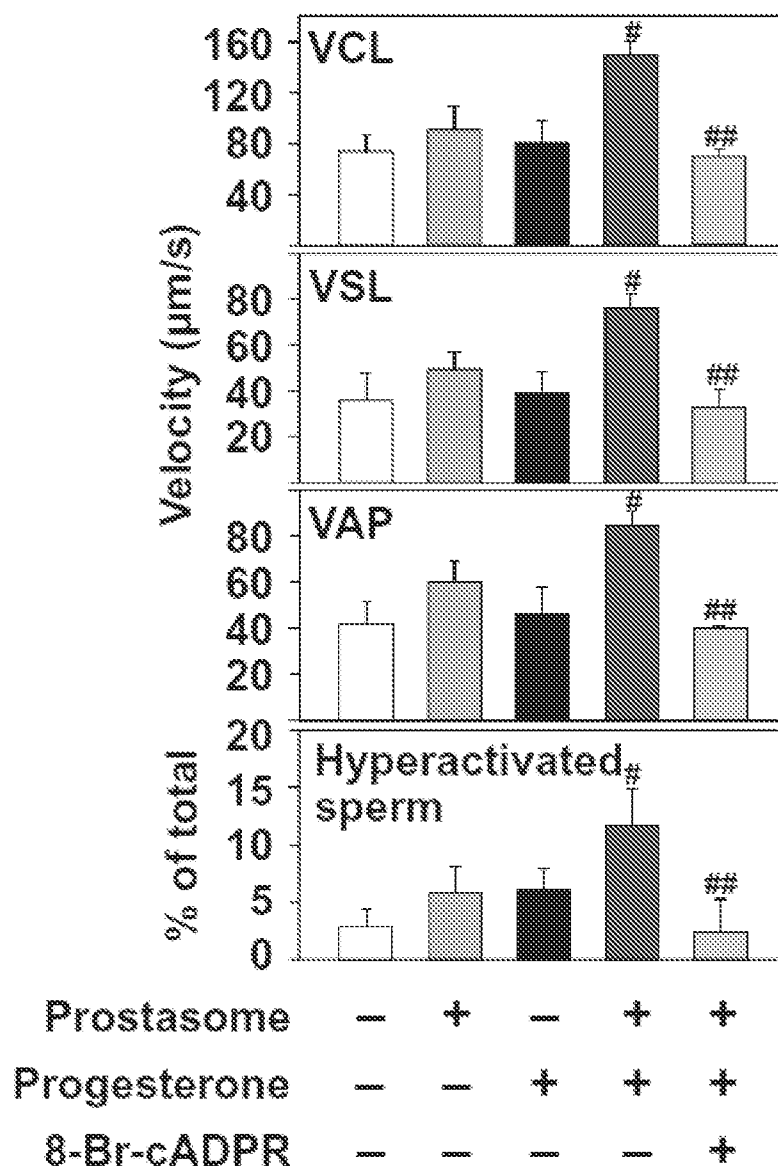 160
120
80
40
VCL
#
##
Velocity (µm/s)
80
60
40
20
VSL
#
##
80
60
40
20
VAP
#
##
% of total
20
15
10
5
0
Hyperactivated
sperm
#
##
Prostasome – + – + +
Progesterone – – + + +
8-Br-cADPR – – – – +